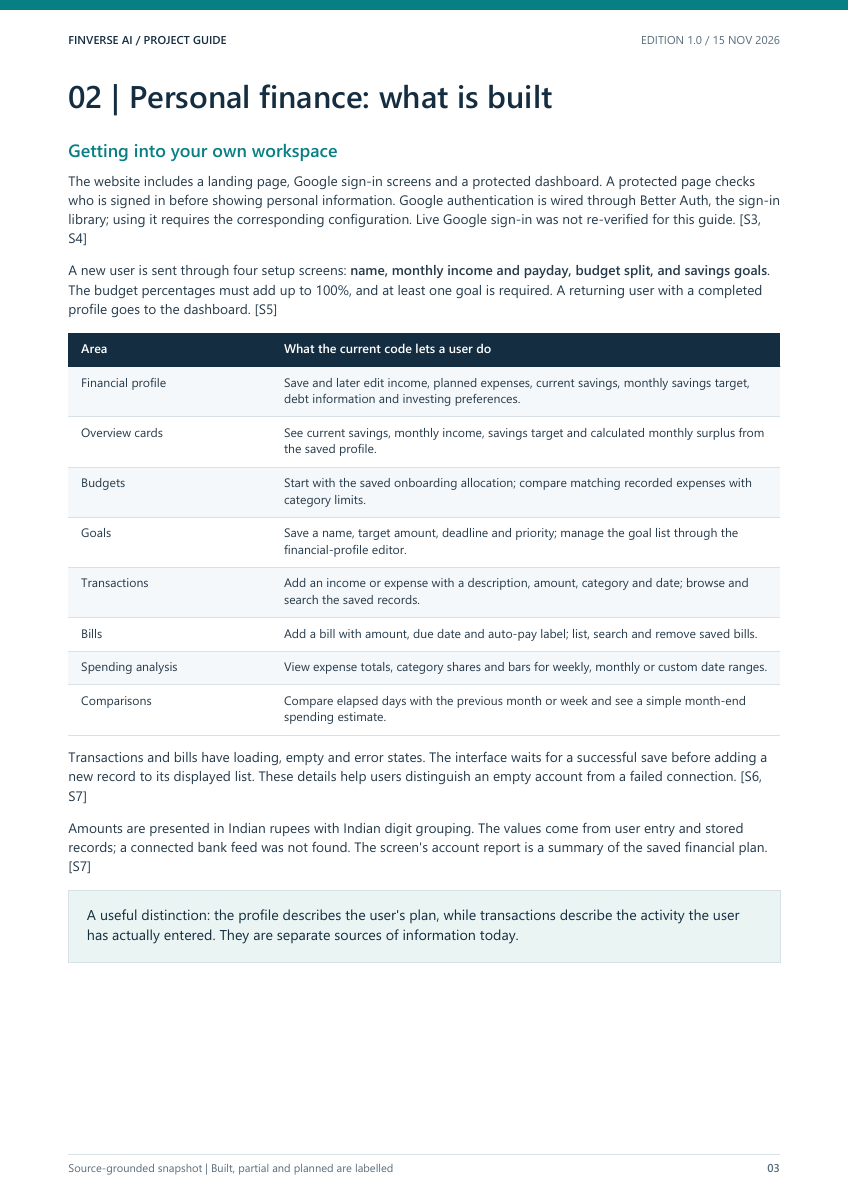 FINVERSE AI / PROJECT GUIDE
EDITION 1.0 / 15 NOV 2026
02 | Personal finance: what is built
Getting into your own workspace
The website includes a landing page, Google sign-in screens and a protected dashboard. A protected page checks
who is signed in before showing personal information. Google authentication is wired through Better Auth, the sign-in
library; using it requires the corresponding configuration. Live Google sign-in was not re-verified for this guide. [S3,
S4]
A new user is sent through four setup screens: name, monthly income and payday, budget split, and savings goals.
The budget percentages must add up to 100%, and at least one goal is required. A returning user with a completed
profile goes to the dashboard. [S5]
Area
What the current code lets a user do
Financial profile
Save and later edit income, planned expenses, current savings, monthly savings target,
debt information and investing preferences.
Overview cards
See current savings, monthly income, savings target and calculated monthly surplus from
the saved profile.
Budgets
Start with the saved onboarding allocation; compare matching recorded expenses with
category limits.
Goals
Save a name, target amount, deadline and priority; manage the goal list through the
financial-profile editor.
Transactions
Add an income or expense with a description, amount, category and date; browse and
search the saved records.
Bills
Add a bill with amount, due date and auto-pay label; list, search and remove saved bills.
Spending analysis
View expense totals, category shares and bars for weekly, monthly or custom date ranges.
Comparisons
Compare elapsed days with the previous month or week and see a simple month-end
spending estimate.
Transactions and bills have loading, empty and error states. The interface waits for a successful save before adding a
new record to its displayed list. These details help users distinguish an empty account from a failed connection. [S6,
S7]
Amounts are presented in Indian rupees with Indian digit grouping. The values come from user entry and stored
records; a connected bank feed was not found. The screen's account report is a summary of the saved financial plan.
[S7]
A useful distinction: the profile describes the user's plan, while transactions describe the activity the user
has actually entered. They are separate sources of information today.
Source-grounded snapshot | Built, partial and planned are labelled
03